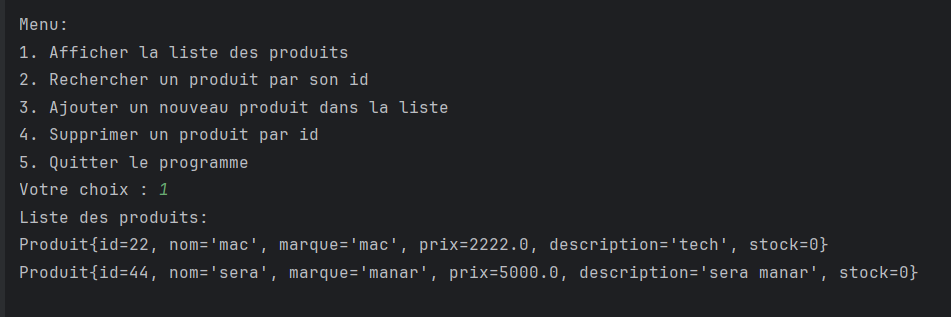 Menu:
1. Afficher la liste des produits
2. Rechercher un produit par son id
3. Ajouter un nouveau produit dans la liste
4. Supprimer un produit par id
5. Quitter le programme
Votre choix : 1
Liste des produits:
Produit{id=22, nom='mac', marque='mac', prix=2222.0, description='tech', stock=0}
Produit{id=44, nom='sera', marque='manar', prix=5000.0, description='sera manar', stock=0}